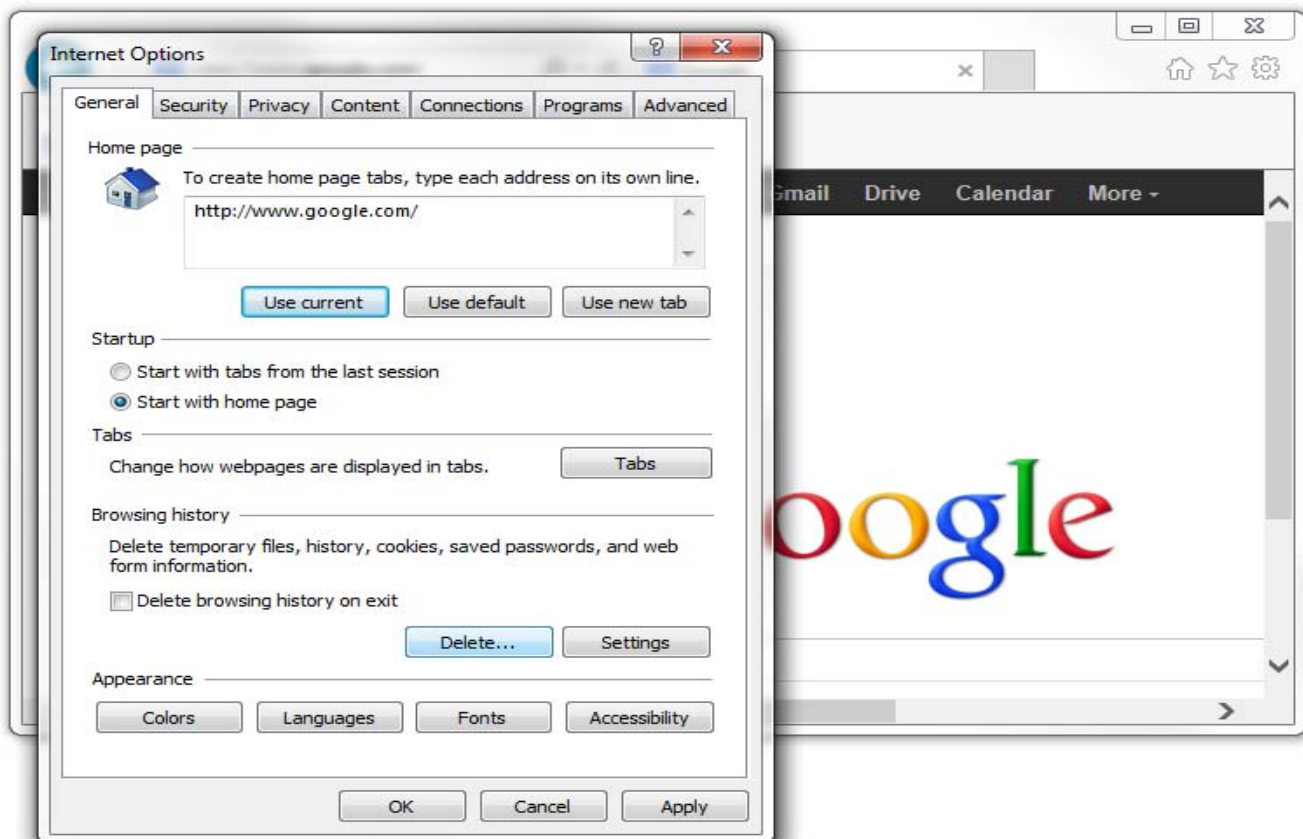 Internet Options
General Security Privacy Content Connections Programs Advanced
Home page
To create home page tabs, type each address on its own line.
http://www.google.com/
Use current Use default Use new tab
Startup
Start with tabs from the last session
Start with home page
Tabs
Change how webpages are displayed in tabs.
Tabs
Browsing history
Delete temporary files, history, cookies, saved passwords, and web
form information.
Delete browsing history on exit
Delete... Settings
Appearance
Colors Languages Fonts Accessibility
OK Cancel Apply
Drive Calendar More
oogle